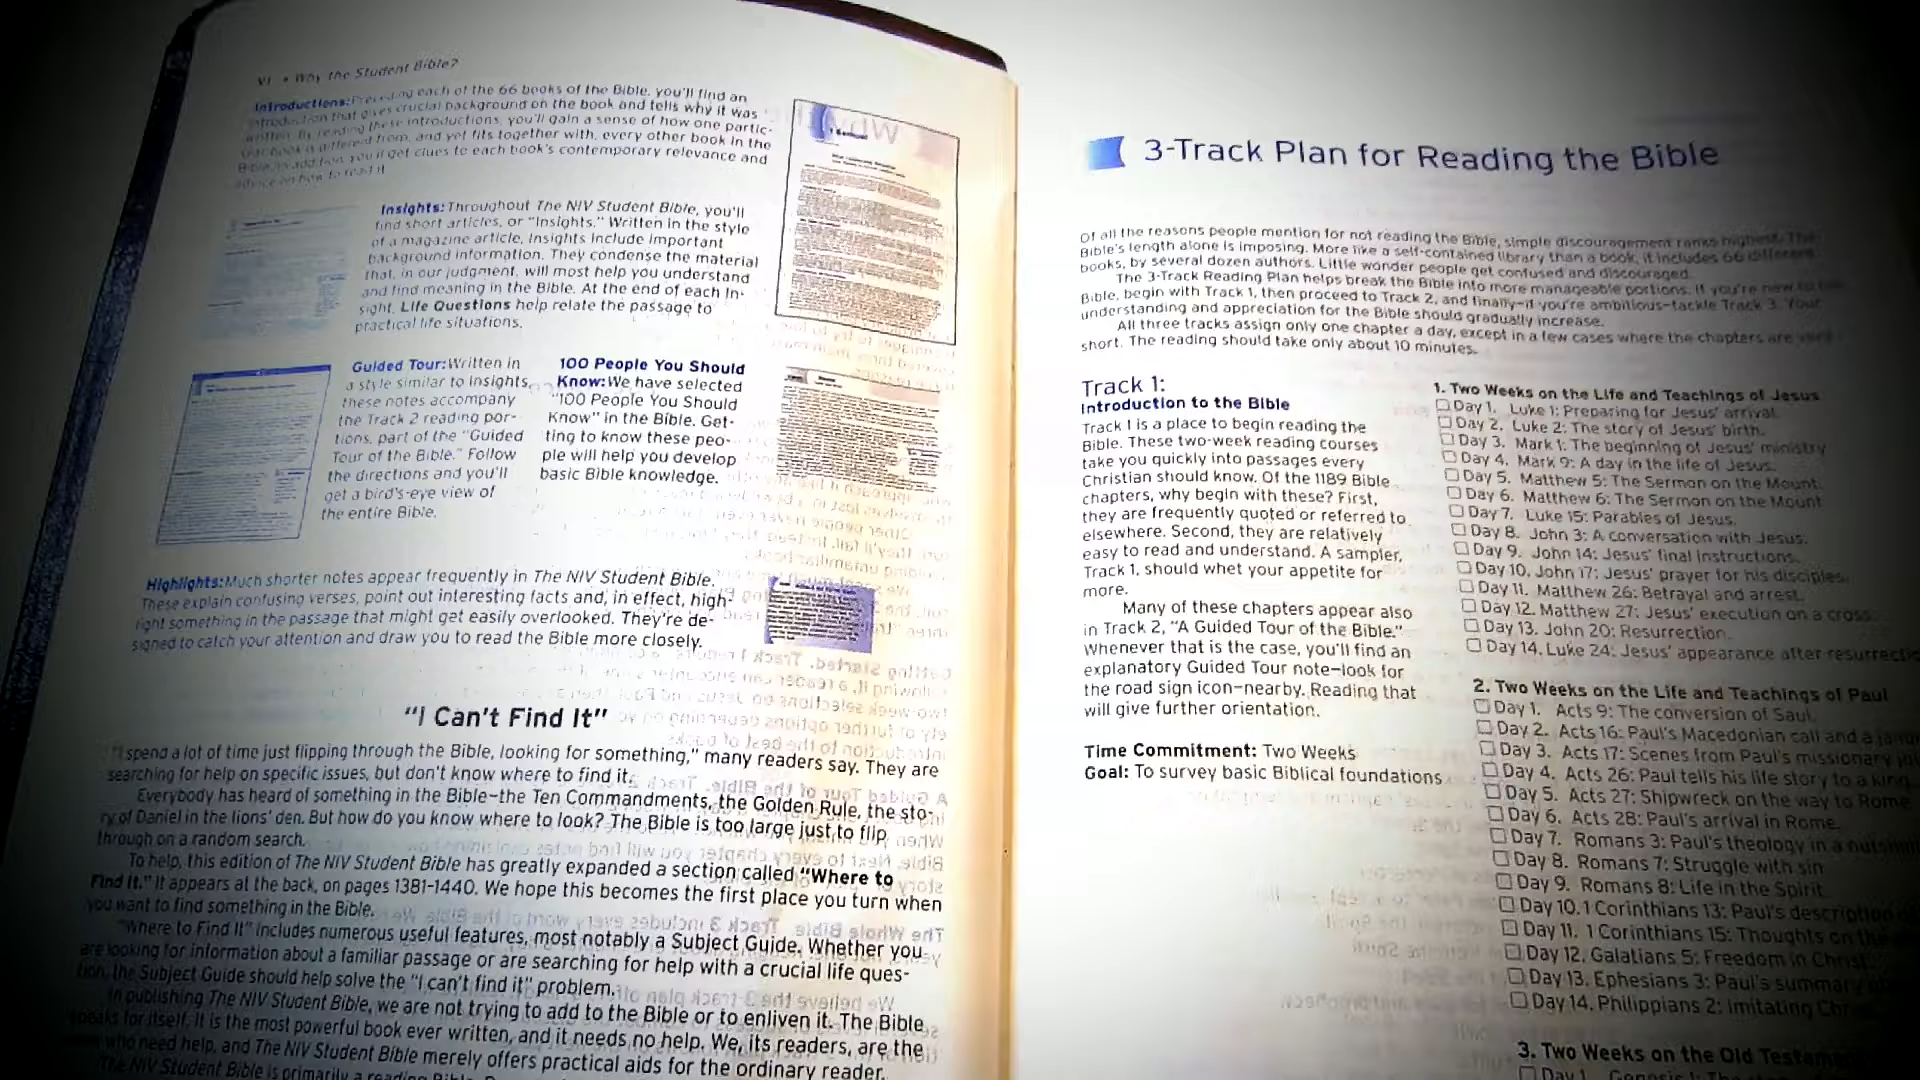 VI • Why the Student Bible?
Introductions: Preceding each of the 66 books of the Bible, you'll find an
introduction that gives crucial background on the book and tells why it was
written. By reading these introductions, you'll gain a sense of how one partic-
ular book is different from, and yet fits together with, every other book in the
Bible. In addition, you'll get clues to each book's contemporary relevance and
advice on how to read it.
Insights: Throughout The NIV Student Bible, you'll
find short articles, or "Insights." Written in the style
of a magazine article, Insights include important
background information. They condense the material
that, in our judgment, will most help you understand
and find meaning in the Bible. At the end of each In-
sight, Life Questions help relate the passage to
practical life situations.
Guided Tour: Written in
a style similar to Insights,
these notes accompany
the Track 2 reading por-
tions, part of the "Guided
Tour of the Bible." Follow
the directions and you'll
get a bird's-eye view of
the entire Bible.
100 People You Should
Know: We have selected
"100 People You Should
Know" in the Bible. Get-
ting to know these peo-
ple will help you develop
basic Bible knowledge.
Highlights: Much shorter notes appear frequently in The NIV Student Bible.
These explain confusing verses, point out interesting facts and, in effect, high-
light something in the passage that might get easily overlooked. They're de-
signed to catch your attention and draw you to read the Bible more closely.
"I Can't Find It"
"I spend a lot of time just flipping through the Bible, looking for something," many readers say. They are
searching for help on specific issues, but don't know where to find it.
Everybody has heard of something in the Bible–the Ten Commandments, the Golden Rule, the sto-
ry of Daniel in the lions' den. But how do you know where to look? The Bible is too large just to flip
through on a random search.
To help, this edition of The NIV Student Bible has greatly expanded a section called "Where to
Find It." It appears at the back, on pages 1381-1440. We hope this becomes the first place you turn when
you want to find something in the Bible.
"Where to Find It" includes numerous useful features, most notably a Subject Guide. Whether you
are looking for information about a familiar passage or are searching for help with a crucial life ques-
tion, the Subject Guide should help solve the "I can't find it" problem.
In publishing The NIV Student Bible, we are not trying to add to the Bible or to enliven it. The Bible
speaks for itself. It is the most powerful book ever written, and it needs no help. We, its readers, are the
who need help, and The NIV Student Bible merely offers practical aids for the ordinary reader.
The NIV Student Bible is primarily a reading Bible.
3-Track Plan for Reading the Bible
Of all the reasons people mention for not reading the Bible, simple discouragement ranks highest. The
Bible's length alone is imposing. More like a self-contained library than a book, it includes 66 different
books, by several dozen authors. Little wonder people get confused and discouraged.
The 3-Track Reading Plan helps break the Bible into more manageable portions. If you're new to the
Bible, begin with Track 1, then proceed to Track 2, and finally–if you're ambitious–tackle Track 3. Your
understanding and appreciation for the Bible should gradually increase.
All three tracks assign only one chapter a day, except in a few cases where the chapters are very
short. The reading should take only about 10 minutes.
Track 1:
Introduction to the Bible
Track 1 is a place to begin reading the
Bible. These two-week reading courses
take you quickly into passages every
Christian should know. Of the 1189 Bible
chapters, why begin with these? First,
they are frequently quoted or referred to
elsewhere. Second, they are relatively
easy to read and understand. A sampler,
Track 1, should whet your appetite for
more.
Many of these chapters appear also
in Track 2, "A Guided Tour of the Bible."
Whenever that is the case, you'll find an
explanatory Guided Tour note–look for
the road sign icon–nearby. Reading that
will give further orientation.
Time Commitment: Two Weeks
Goal: To survey basic Biblical foundations
1. Two Weeks on the Life and Teachings of Jesus
Day 1. Luke 1: Preparing for Jesus' arrival
Day 2. Luke 2: The story of Jesus' birth.
Day 3. Mark 1: The beginning of Jesus' ministry
Day 4. Mark 9: A day in the life of Jesus.
Day 5. Matthew 5: The Sermon on the Mount.
Day 6. Matthew 6: The Sermon on the Mount
Day 7. Luke 15: Parables of Jesus.
Day 8. John 3: A conversation with Jesus.
Day 9. John 14: Jesus' final instructions.
Day 10. John 17: Jesus' prayer for his disciples.
Day 11. Matthew 26: Betrayal and arrest.
Day 12. Matthew 27: Jesus' execution on a cross.
Day 13. John 20: Resurrection.
Day 14. Luke 24: Jesus' appearance after resurrection
2. Two Weeks on the Life and Teachings of Paul
Day 1. Acts 9: The conversion of Saul.
Day 2. Acts 16: Paul's Macedonian call and a
Day 3. Acts 17: Scenes from Paul's missionary
Day 4. Acts 26: Paul tells his life story to a king.
Day 5. Acts 27: Shipwreck on the way to Rome.
Day 6. Acts 28: Paul's arrival in Rome.
Day 7. Romans 3: Paul's theology in a nutshell
Day 8. Romans 7: Struggle with sin
Day 9. Romans 8: Life in the Spirit.
Day 10. 1 Corinthians 13: Paul's description
Day 11. 1 Corinthians 15: Thoughts on the
Day 12. Galatians 5: Freedom in Christ.
Day 13. Ephesians 3: Paul's summary
Day 14. Philippians 2: Imitating
3. Two Weeks on the Old
Day 1. Genesis 1: The